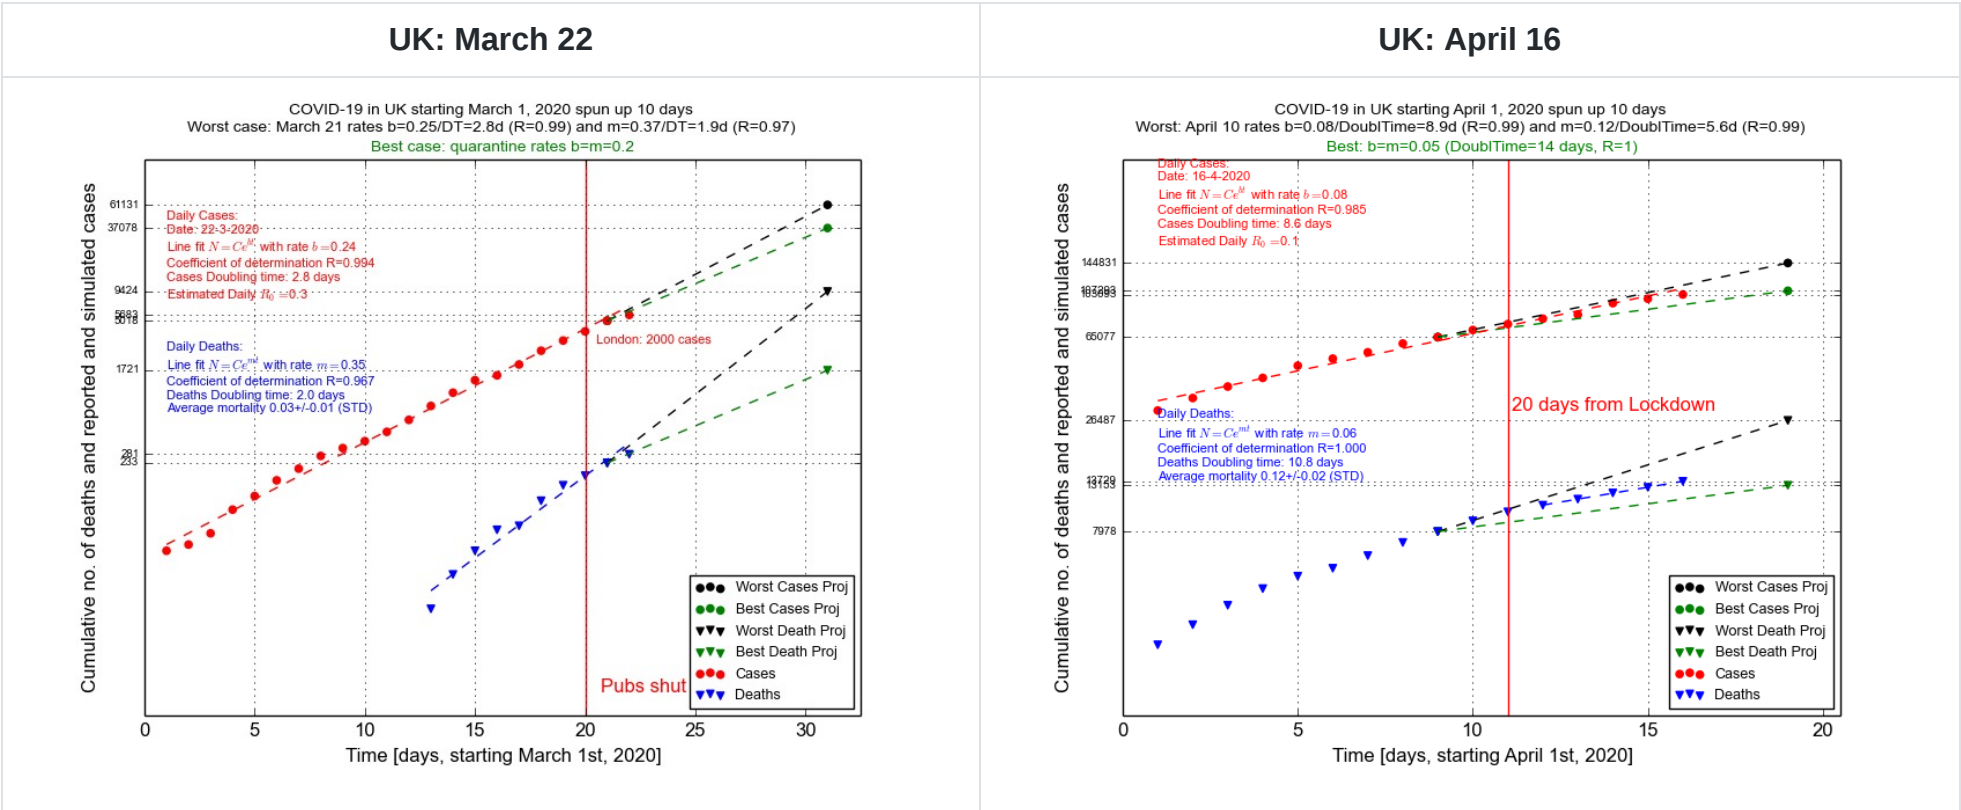 UK: March 22
COVID-19 in UK starting March 1, 2020 spun up 10 days
Worst case: March 21 rates b=0.25/DT=2.8d (R=0.99) and m=0.37/DT=1.9d (R=0.97)
Best case: quarantine rates b=m=0.2
Cumulative no. of deaths and reported and simulated cases
61131
37078
9424
5683
5018
1721
281
233
Daily Cases:
Date: 22-3-2020
Line fit N=Ce^{bt} with rate b=0.24
Coefficient of determination R=0.994
Cases Doubling time: 2.8 days
Estimated Daily R_0=0.3
London: 2000 cases
Daily Deaths:
Line fit N=Ce^{mt} with rate m=0.35
Coefficient of determination R=0.967
Deaths Doubling time: 2.0 days
Average mortality 0.03+/-0.01 (STD)
Pubs shut
Worst Cases Proj
Best Cases Proj
Worst Death Proj
Best Death Proj
Cases
Deaths
0 5 10 15 20 25 30
Time [days, starting March 1st, 2020]
UK: April 16
COVID-19 in UK starting April 1, 2020 spun up 10 days
Worst: April 10 rates b=0.08/DoublTime=8.9d (R=0.99) and m=0.12/DoublTime=5.6d (R=0.99)
Best: b=m=0.05 (DoublTime=14 days, R=1)
Cumulative no. of deaths and reported and simulated cases
Daily Cases:
Date: 16-4-2020
Line fit N=Ce^{bt} with rate b=0.08
Coefficient of determination R=0.985
Cases Doubling time: 8.6 days
Estimated Daily R_0=0.1
144831
65077
26487
13729
7978
20 days from Lockdown
Daily Deaths:
Line fit N=Ce^{mt} with rate m=0.06
Coefficient of determination R=1.000
Deaths Doubling time: 10.8 days
Average mortality 0.12+/-0.02 (STD)
Worst Cases Proj
Best Cases Proj
Worst Death Proj
Best Death Proj
Cases
Deaths
0 5 10 15 20
Time [days, starting April 1st, 2020]